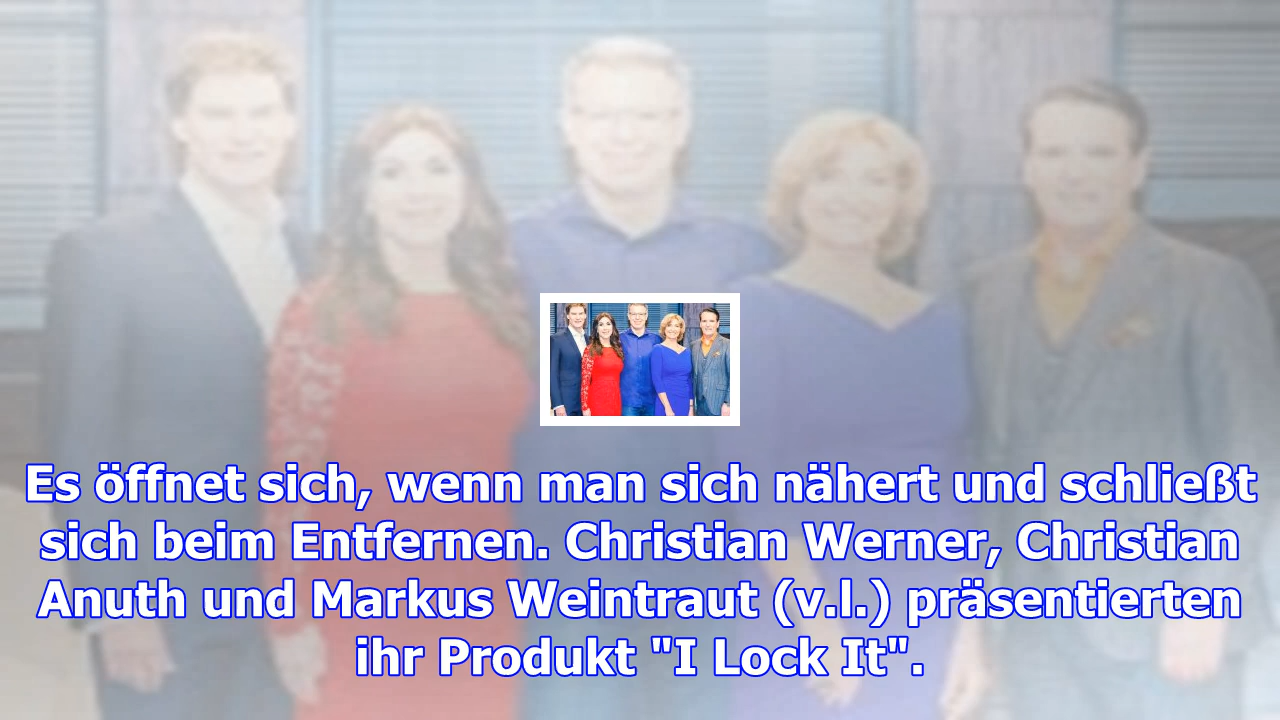 Es öffnet sich, wenn man sich nähert und schließt
sich beim Entfernen. Christian Werner, Christian
Anuth und Markus Weintraut (v.l.) präsentierten
ihr Produkt "I Lock It".